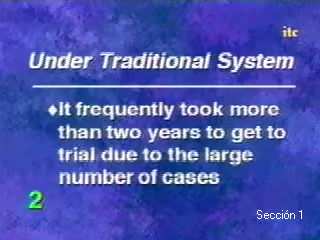 itc
Under Traditional System
♦It frequently took more
than two years to get to
trial due to the large
number of cases
2
Sección 1